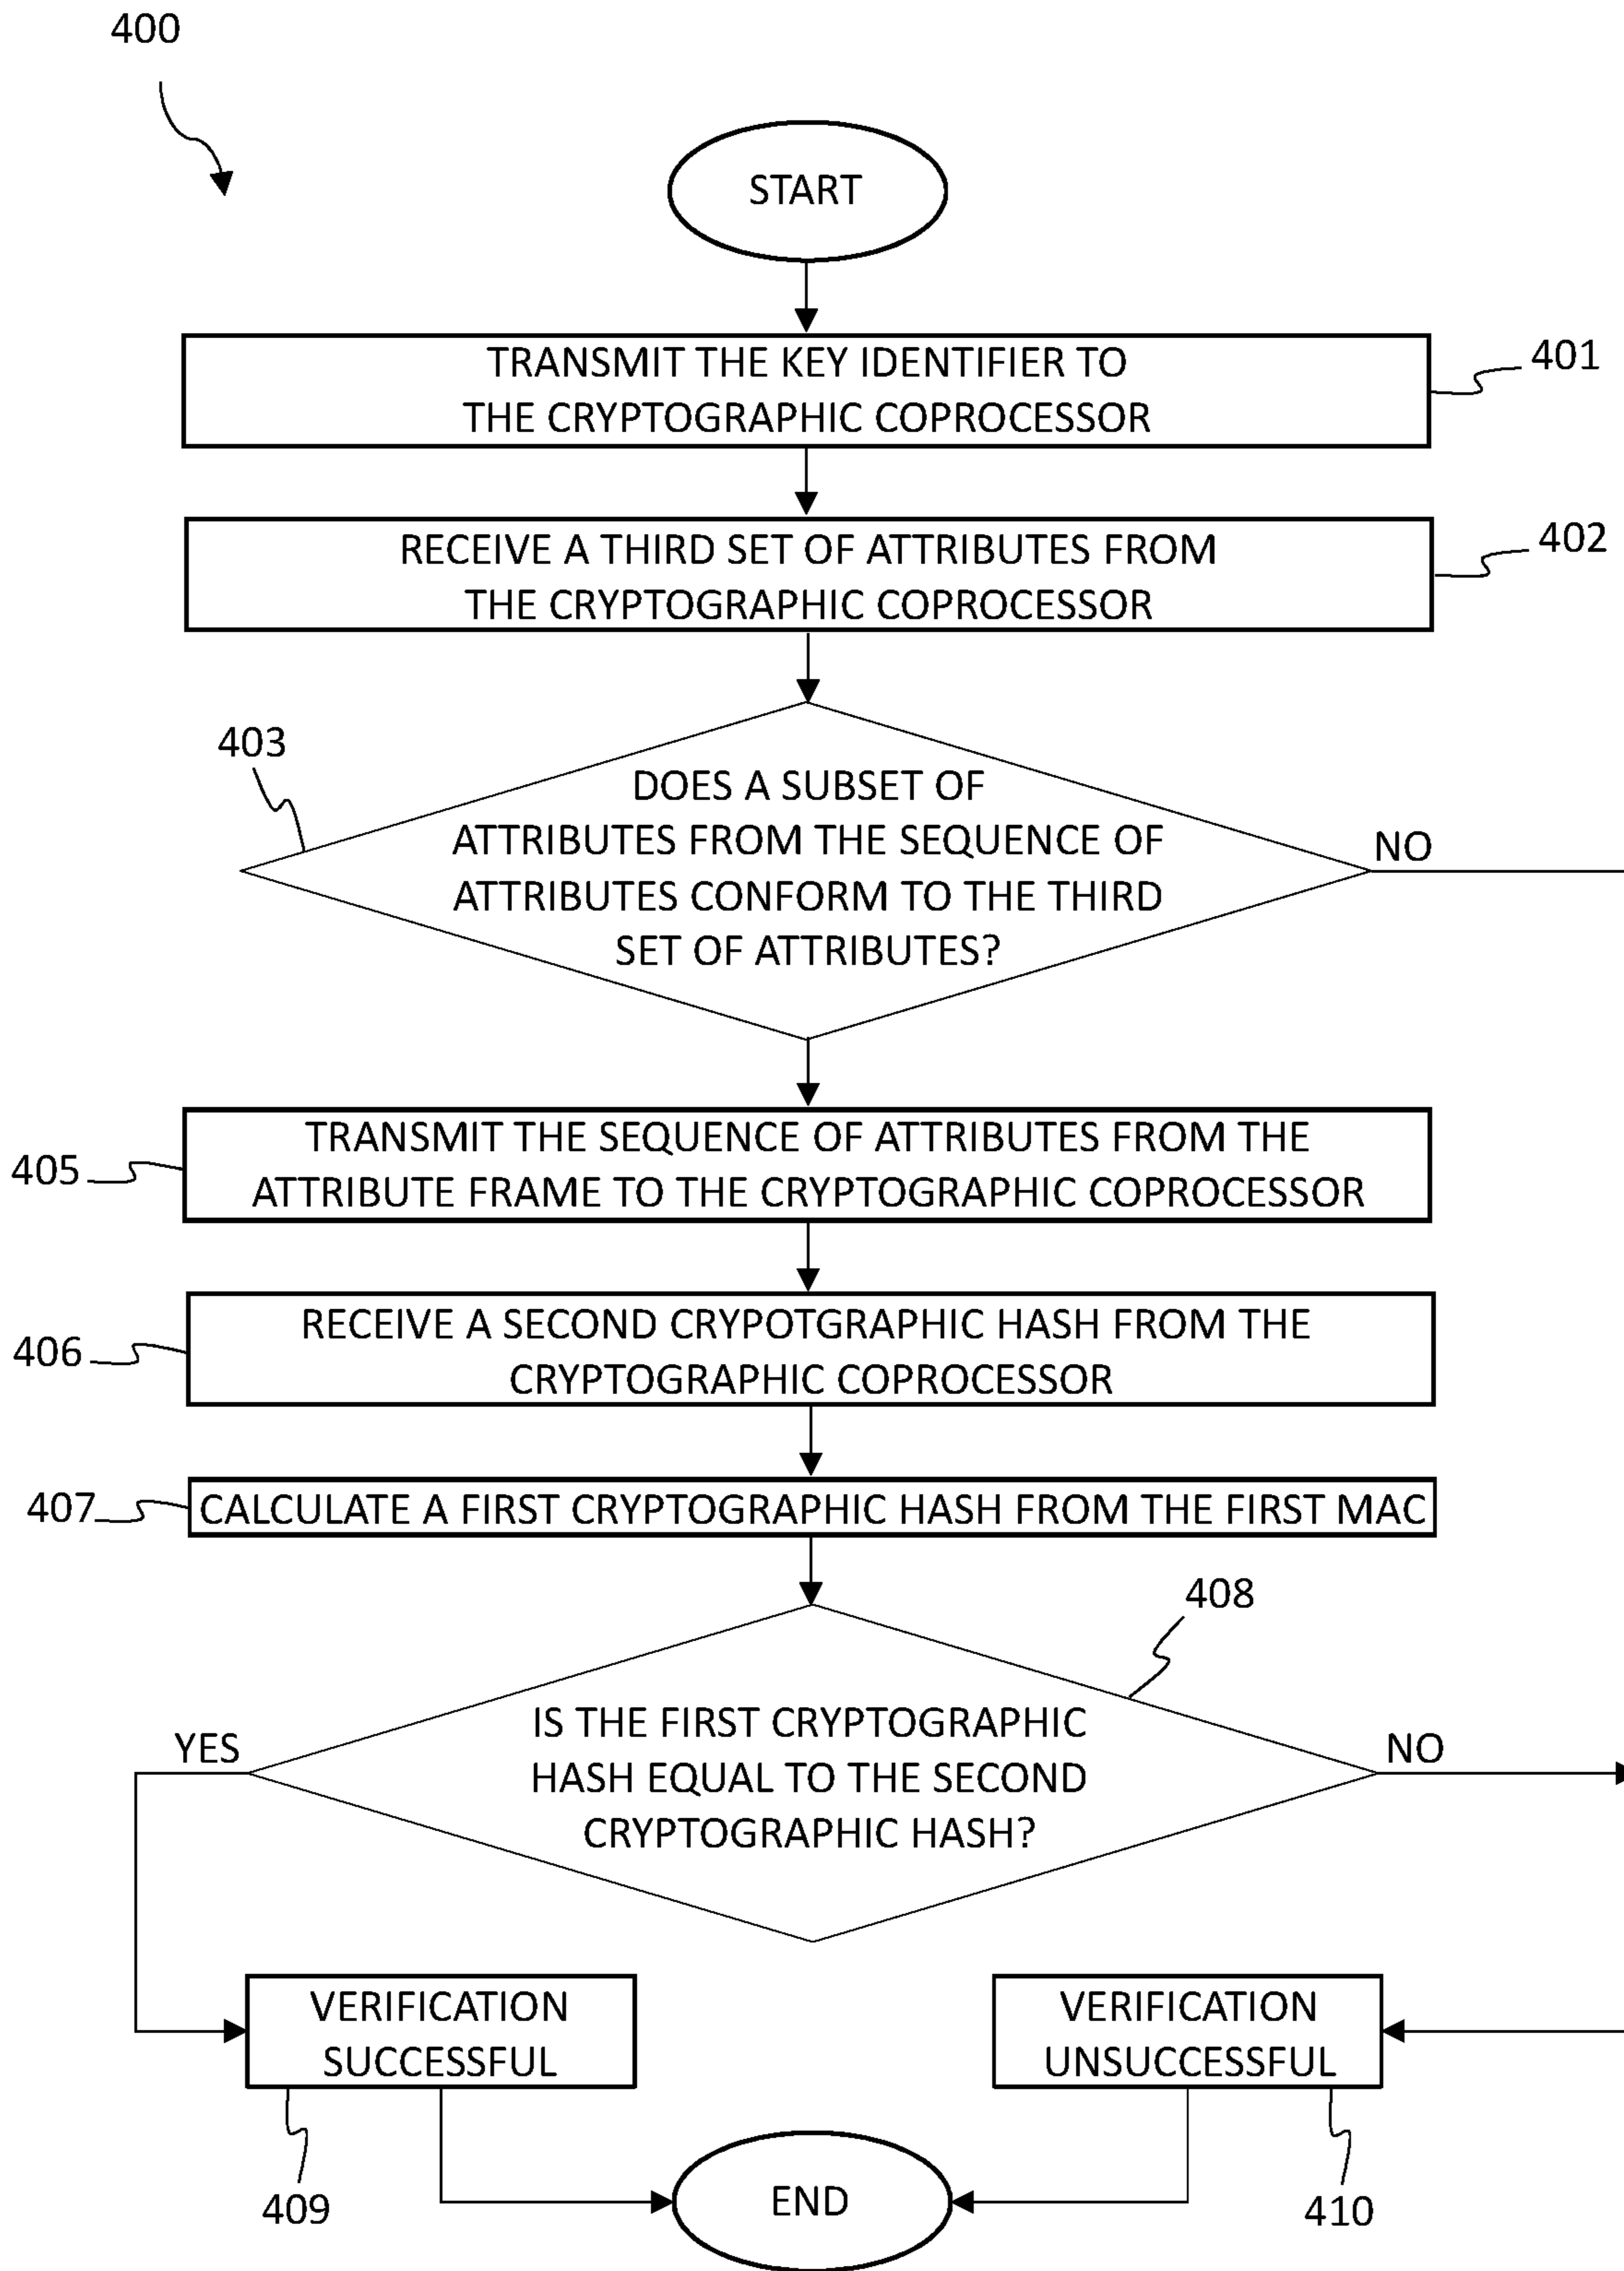 400
START
TRANSMIT THE KEY IDENTIFIER TO
THE CRYPTOGRAPHIC COPROCESSOR
401
RECEIVE A THIRD SET OF ATTRIBUTES FROM
THE CRYPTOGRAPHIC COPROCESSOR
402
403
DOES A SUBSET OF
ATTRIBUTES FROM THE SEQUENCE OF
ATTRIBUTES CONFORM TO THE THIRD
SET OF ATTRIBUTES?
NO
TRANSMIT THE SEQUENCE OF ATTRIBUTES FROM THE
ATTRIBUTE FRAME TO THE CRYPTOGRAPHIC COPROCESSOR
405
RECEIVE A SECOND CRYPOTGRAPHIC HASH FROM THE
CRYPTOGRAPHIC COPROCESSOR
406
407
CALCULATE A FIRST CRYPTOGRAPHIC HASH FROM THE FIRST MAC
408
IS THE FIRST CRYPTOGRAPHIC
HASH EQUAL TO THE SECOND
CRYPTOGRAPHIC HASH?
YES
NO
VERIFICATION
SUCCESSFUL
VERIFICATION
UNSUCCESSFUL
409
END
410